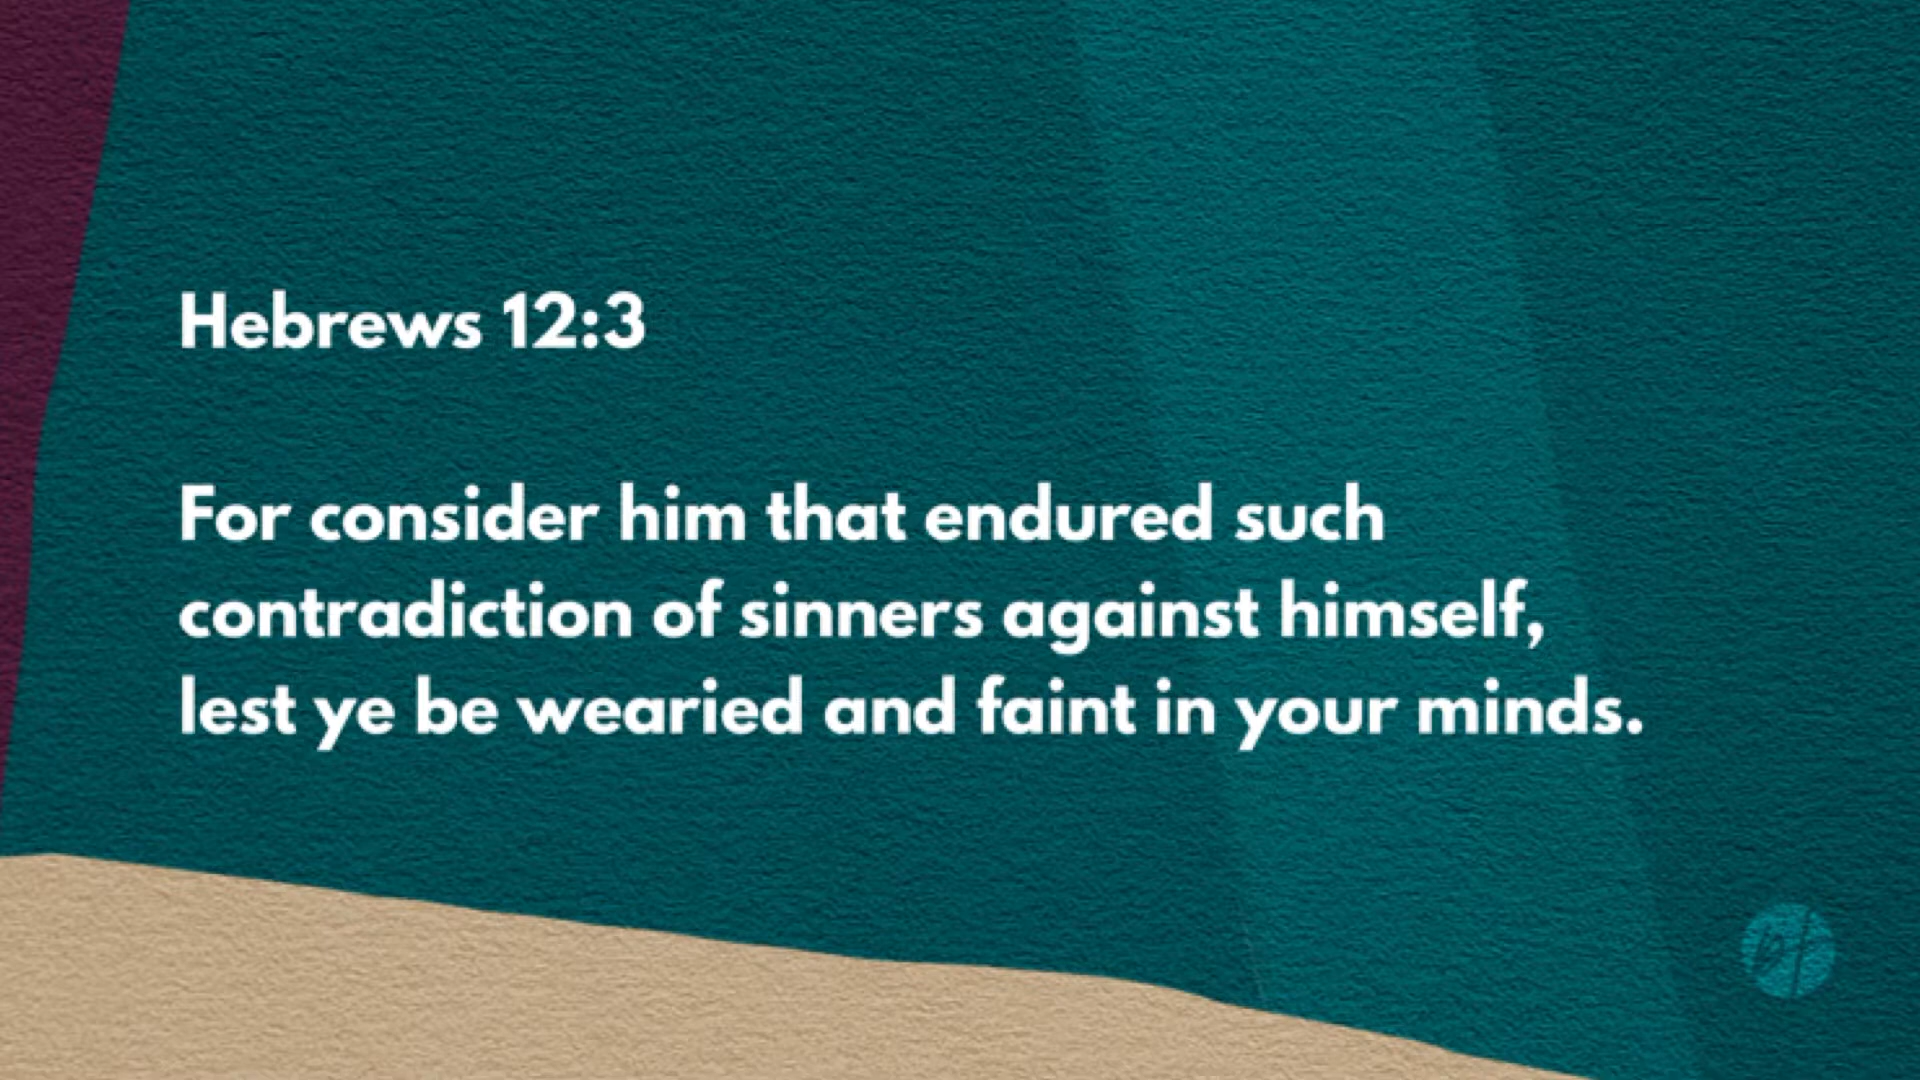 Hebrews 12:3
For consider him that endured such
contradiction of sinners against himself,
lest ye be wearied and faint in your minds.